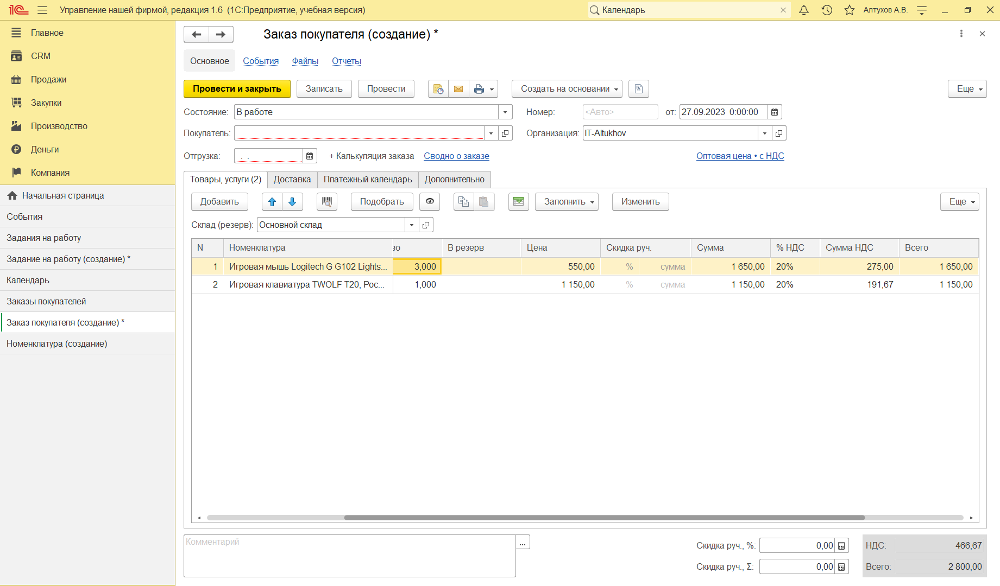 1С Управление нашей фирмой, редакция 1.6 (1С:Предприятие, учебная версия) Календарь Алтухов А.В.
Главное
CRM
Продажи
Закупки
Производство
Деньги
Компания
Начальная страница
События
Задания на работу
Задание на работу (создание) *
Календарь
Заказы покупателей
Заказ покупателя (создание) *
Номенклатура (создание)
Заказ покупателя (создание) *
Основное События Файлы Отчеты
Провести и закрыть Записать Провести Создать на основании Еще
Состояние: В работе Номер: <Авто> от: 27.09.2023 0:00:00
Покупатель: Организация: IT-Altukhov
Отгрузка: . . + Калькуляция заказа Сводно о заказе Оптовая цена • с НДС
Товары, услуги (2) Доставка Платежный календарь Дополнительно
Добавить Подобрать Заполнить Изменить Еще
Склад (резерв): Основной склад
N Номенклатура во В резерв Цена Скидка руч. Сумма % НДС Сумма НДС Всего
1 Игровая мышь Logitech G G102 Lights... 3,000 550,00 % сумма 1 650,00 20% 275,00 1 650,00
2 Игровая клавиатура TWOLF T20, Рос... 1,000 1 150,00 % сумма 1 150,00 20% 191,67 1 150,00
Комментарий ...
Скидка руч., %: 0,00 НДС: 466,67
Скидка руч., Σ: 0,00 Всего: 2 800,00